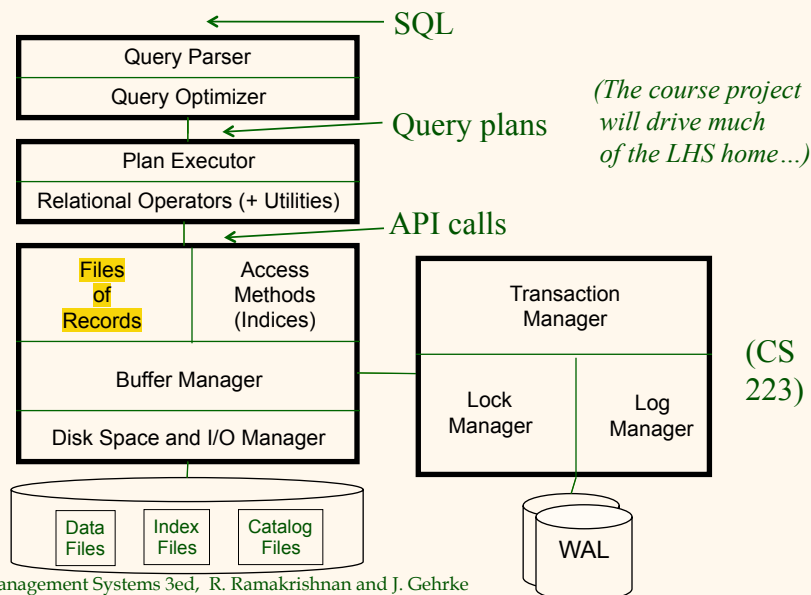 SQL
Query Parser
Query Optimizer
(The course project
will drive much
of the LHS home…)
Query plans
Plan Executor
Relational Operators (+ Utilities)
API calls
Files
of
Records
Access
Methods
(Indices)
Buffer Manager
Disk Space and I/O Manager
Transaction
Manager
Lock
Manager
Log
Manager
(CS
223)
Data
Files
Index
Files
Catalog
Files
WAL
anagement Systems 3ed, R. Ramakrishnan and J. Gehrke